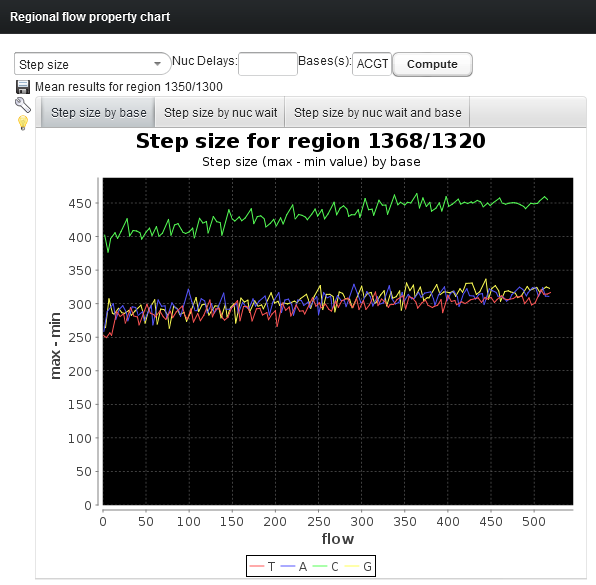 Regional flow property chart
Step size Nuc Delays: Bases(s): ACGT Compute
Mean results for region 1350/1300
Step size by base Step size by nuc wait Step size by nuc wait and base
Step size for region 1368/1320
Step size (max - min value) by base
450
400
350
300
250
200
150
100
50
0
max - min
0 50 100 150 200 250 300 350 400 450 500
flow
T A C G